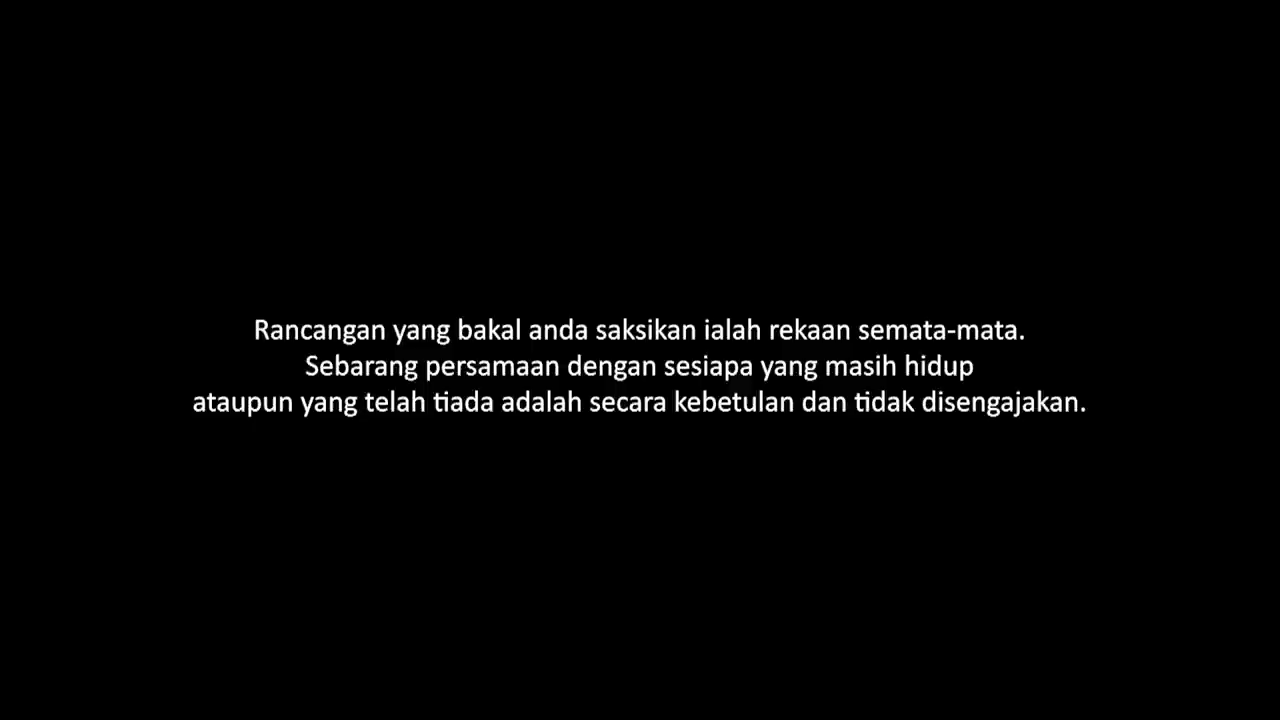 Rancangan yang bakal anda saksikan ialah rekaan semata-mata.
Sebarang persamaan dengan sesiapa yang masih hidup
ataupun yang telah tiada adalah secara kebetulan dan tidak disengajakan.